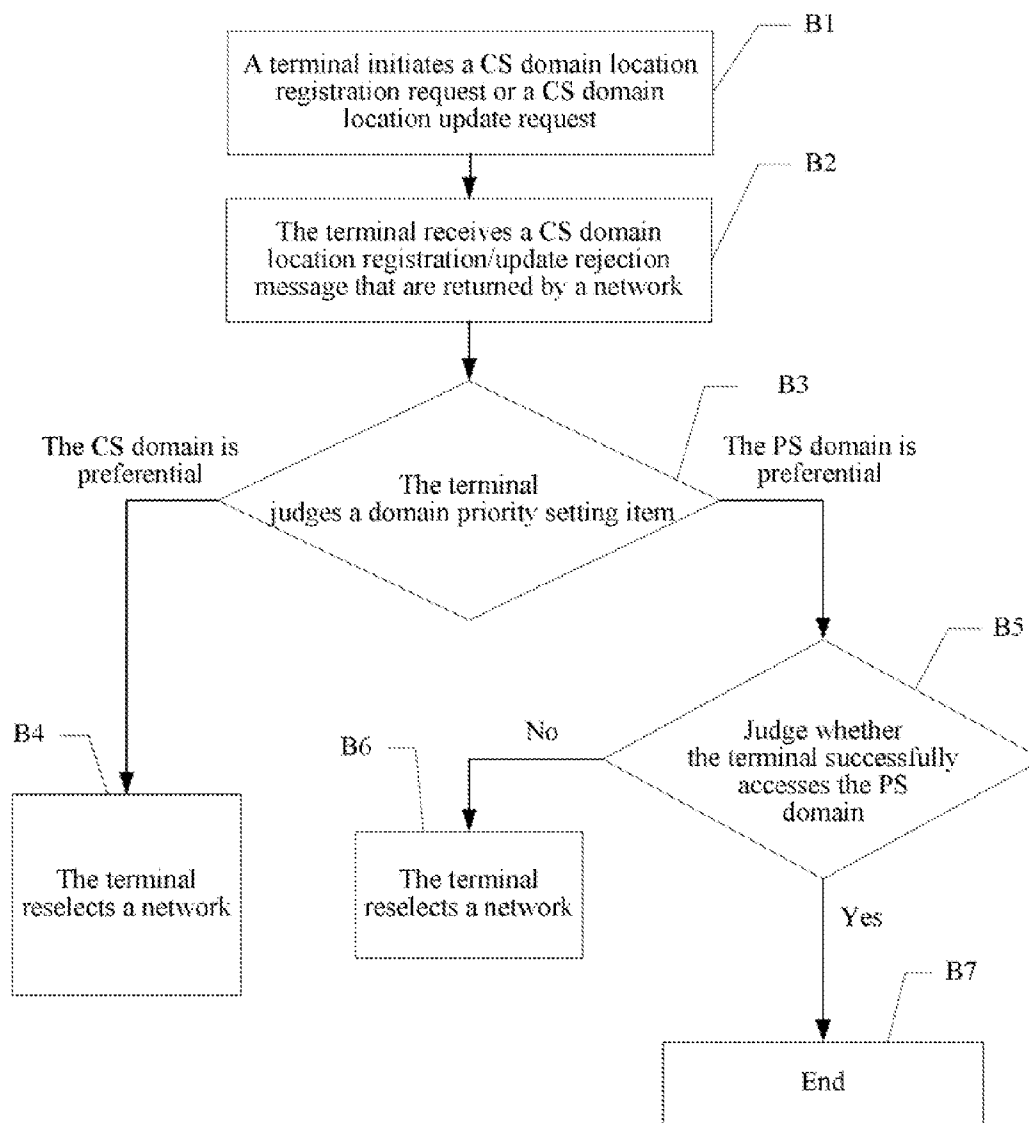 B1
A terminal initiates a CS domain location
registration request or a CS domain
location update request
B2
The terminal receives a CS domain
location registration/update rejection
message that are returned by a network
B3
The CS domain is
preferential
The PS domain is
preferential
The terminal
judges a domain priority setting item
B5
B4
B6
No
Judge whether
the terminal successfully
accesses the PS
domain
The terminal
reselects a network
The terminal
reselects a network
Yes
B7
End